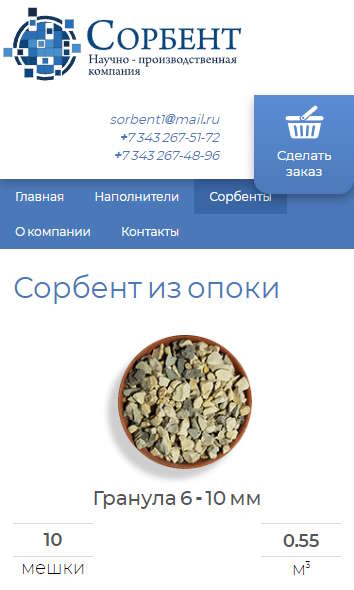 Сорбент
Научно - производственная
компания
sorbent1@mail.ru
+7 343 267-51-72
+7 343 267-48-96
Сделать
заказ
Главная Наполнители Сорбенты
О компании Контакты
Сорбент из опоки
Гранула 6 - 10 мм
10 0.55
мешки м³